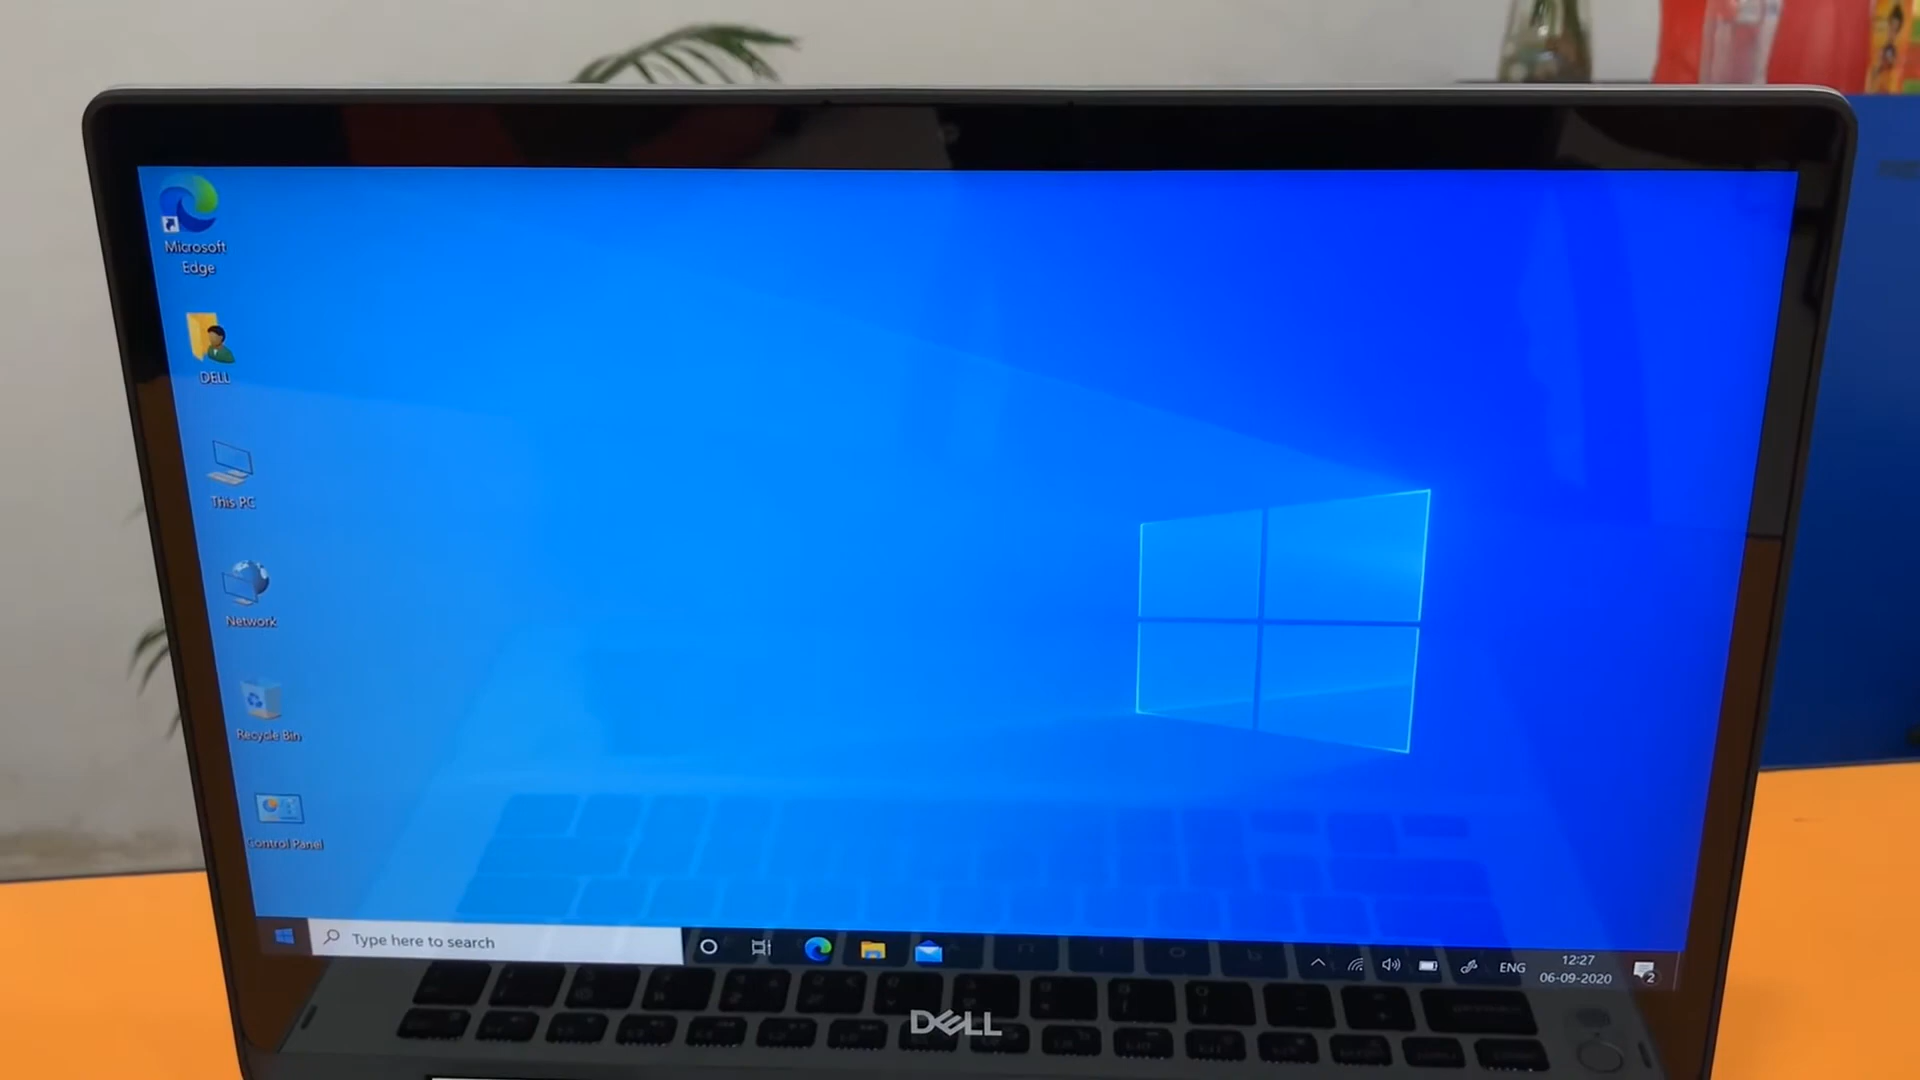 Microsoft
Edge
DELL
This PC
Network
Recycle Bin
Control Panel
Type here to search
ENG
12:27
06-09-2020
2
DELL